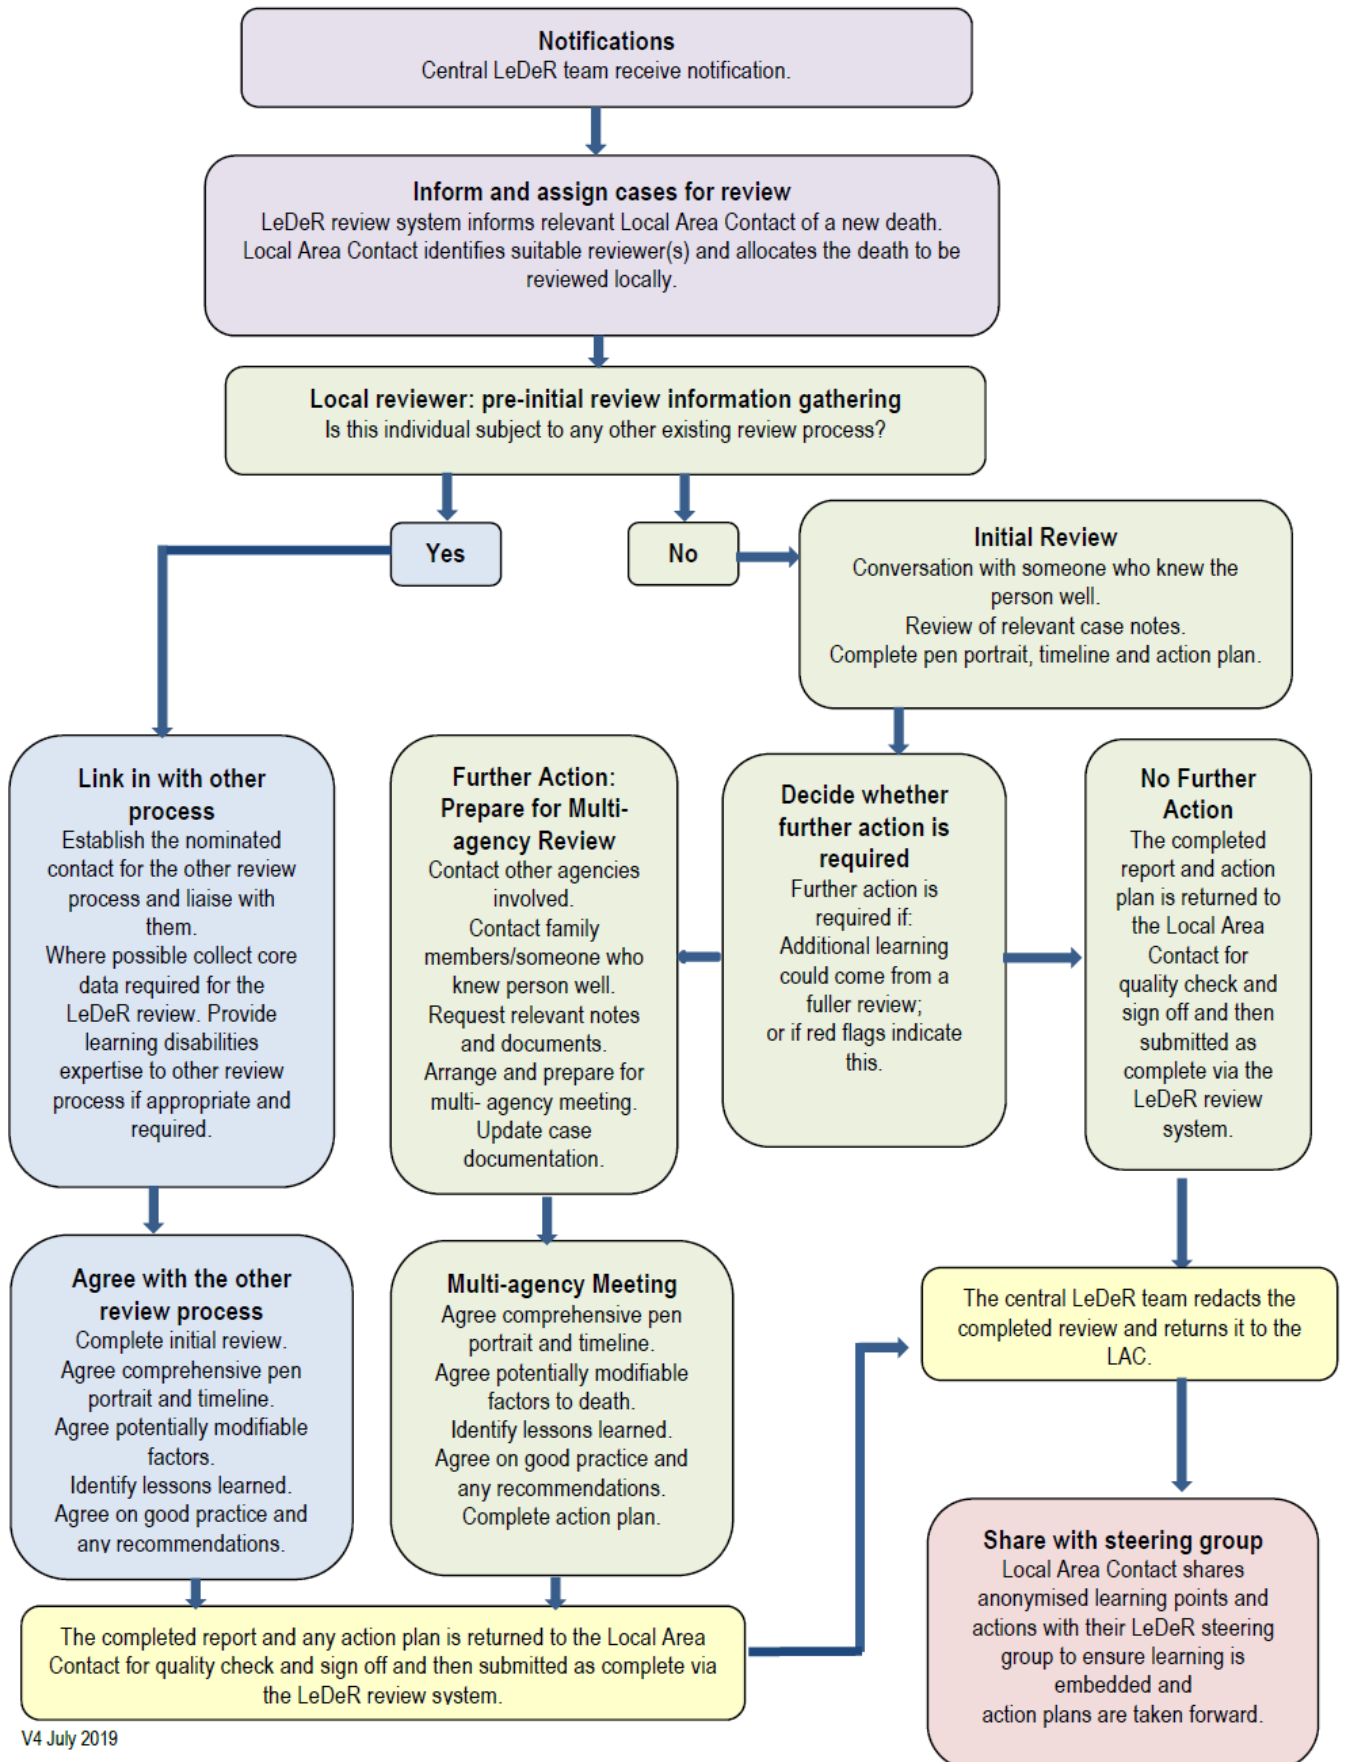 Notifications
Central LeDeR team receive notification.
Inform and assign cases for review
LeDeR review system informs relevant Local Area Contact of a new death.
Local Area Contact identifies suitable reviewer(s) and allocates the death to be
reviewed locally.
Local reviewer: pre-initial review information gathering
Is this individual subject to any other existing review process?
Yes
No
Initial Review
Conversation with someone who knew the
person well.
Review of relevant case notes.
Complete pen portrait, timeline and action plan.
Link in with other
process
Establish the nominated
contact for the other review
process and liaise with
them.
Where possible collect core
data required for the
LeDeR review. Provide
learning disabilities
expertise to other review
process if appropriate and
required.
Further Action:
Prepare for Multi-
agency Review
Contact other agencies
involved.
Contact family
members/someone who
knew person well.
Request relevant notes
and documents.
Arrange and prepare for
multi- agency meeting.
Update case
documentation.
Decide whether
further action is
required
Further action is
required if:
Additional learning
could come from a
fuller review;
or if red flags indicate
this.
No Further
Action
The completed
report and action
plan is returned to
the Local Area
Contact for
quality check and
sign off and then
submitted as
complete via the
LeDeR review
system.
Agree with the other
review process
Complete initial review.
Agree comprehensive pen
portrait and timeline.
Agree potentially modifiable
factors.
Identify lessons learned.
Agree on good practice and
any recommendations.
Multi-agency Meeting
Agree comprehensive pen
portrait and timeline.
Agree potentially modifiable
factors to death.
Identify lessons learned.
Agree on good practice and
any recommendations.
Complete action plan.
The central LeDeR team redacts the
completed review and returns it to the
LAC.
Share with steering group
Local Area Contact shares
anonymised learning points and
actions with their LeDeR steering
group to ensure learning is
embedded and
action plans are taken forward.
The completed report and any action plan is returned to the Local Area
Contact for quality check and sign off and then submitted as complete via
the LeDeR review system.
V4 July 2019